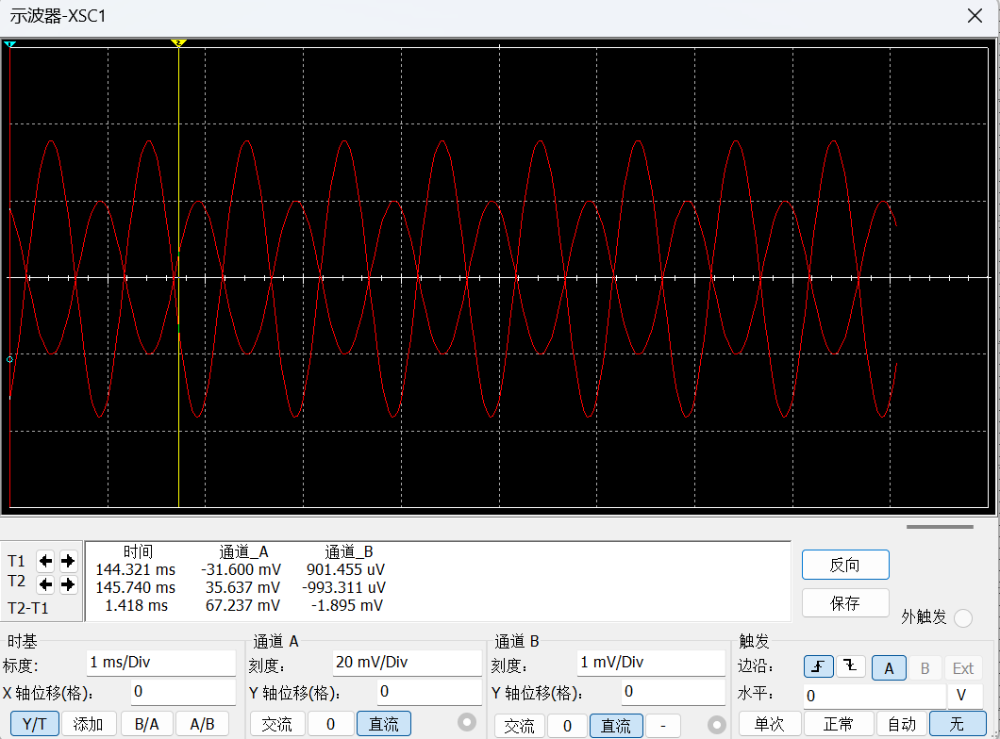 示波器-XSC1
1
2
时间 通道_A 通道_B
T1 144.321 ms -31.600 mV 901.455 uV
T2 145.740 ms 35.637 mV -993.311 uV
T2-T1 1.418 ms 67.237 mV -1.895 mV
反向
保存
外触发
时基 通道 A 通道 B 触发
标度: 1 ms/Div 刻度: 20 mV/Div 刻度: 1 mV/Div 边沿: A B Ext
X 轴位移(格): 0 Y 轴位移(格): 0 Y 轴位移(格): 0 水平: 0 V
Y/T 添加 B/A A/B 交流 0 直流 交流 0 直流 - 单次 正常 自动 无